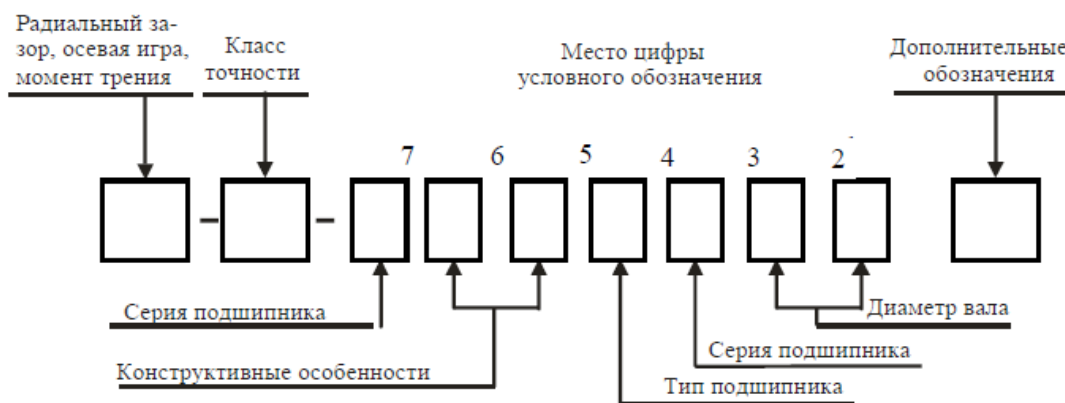 Радиальный за-
зор, осевая игра,
момент трения
Класс
точности
Место цифры
условного обозначения
Дополнительные
обозначения
7 6 5 4 3 2
Серия подшипника
Диаметр вала
Конструктивные особенности
Серия подшипника
Тип подшипника